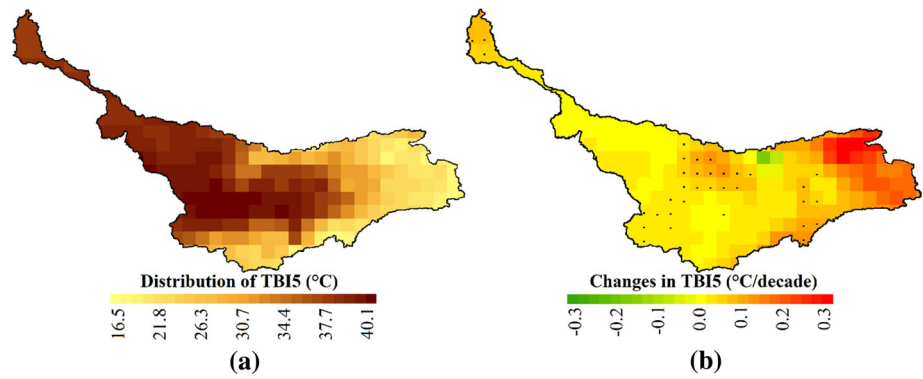 (a)
(b)
Distribution of TBI5 (°C)
16.5 21.8 26.3 30.7 34.4 37.7 40.1
Changes in TBI5 (°C/decade)
-0.3 -0.2 -0.1 0.0 0.1 0.2 0.3
(a)
(b)